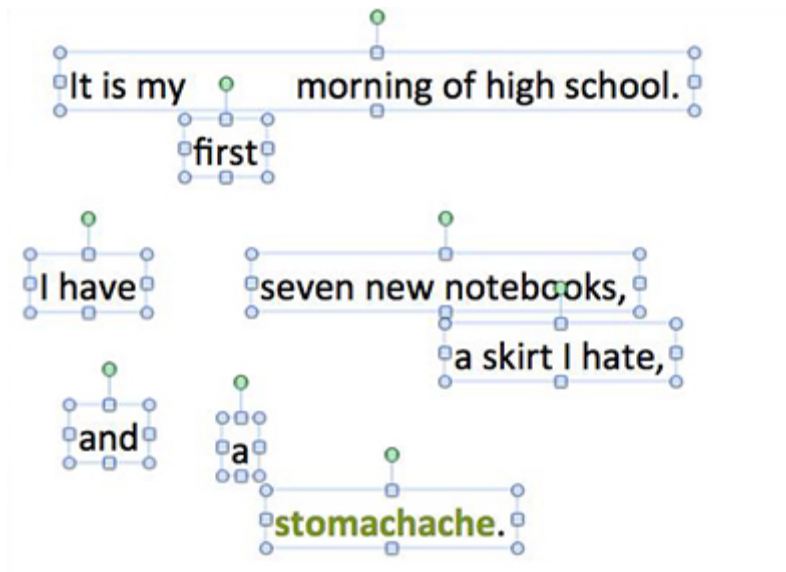 It is my morning of high school.
first
I have seven new notebooks,
a skirt I hate,
and a
stomachache.